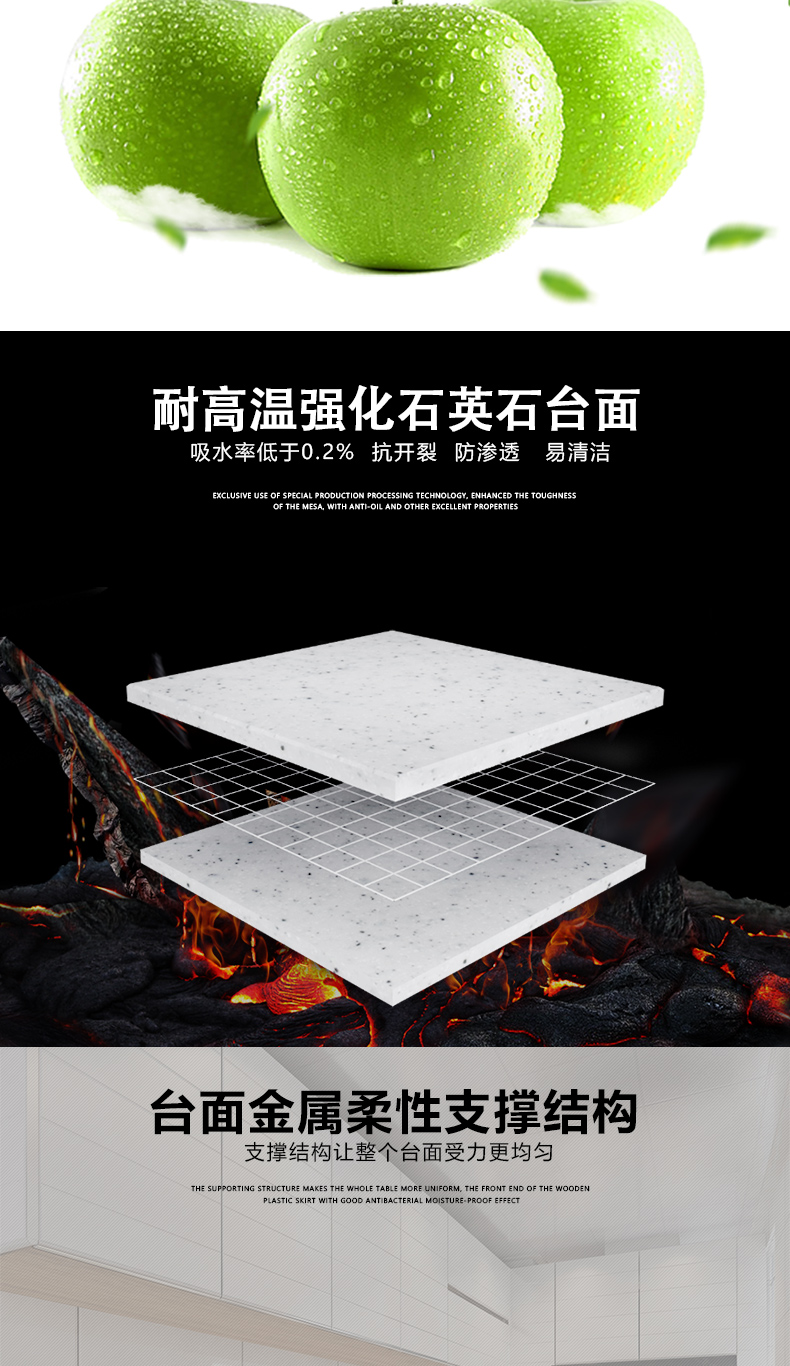 耐高温强化石英石台面
吸水率低于0.2% 抗开裂 防渗透 易清洁
EXCLUSIVE USE OF SPECIAL PRODUCTION PROCESSING TECHNOLOGY, ENHANCED THE TOUGHNESS
OF THE MESA, WITH ANTI-OIL AND OTHER EXCELLENT PROPERTIES
台面金属柔性支撑结构
支撑结构让整个台面受力更均匀
THE SUPPORTING STRUCTURE MAKES THE WHOLE TABLE MORE UNIFORM, THE FRONT END OF THE WOODEN
PLASTIC SKIRT WITH GOOD ANTIBACTERIAL MOISTURE-PROOF EFFECT